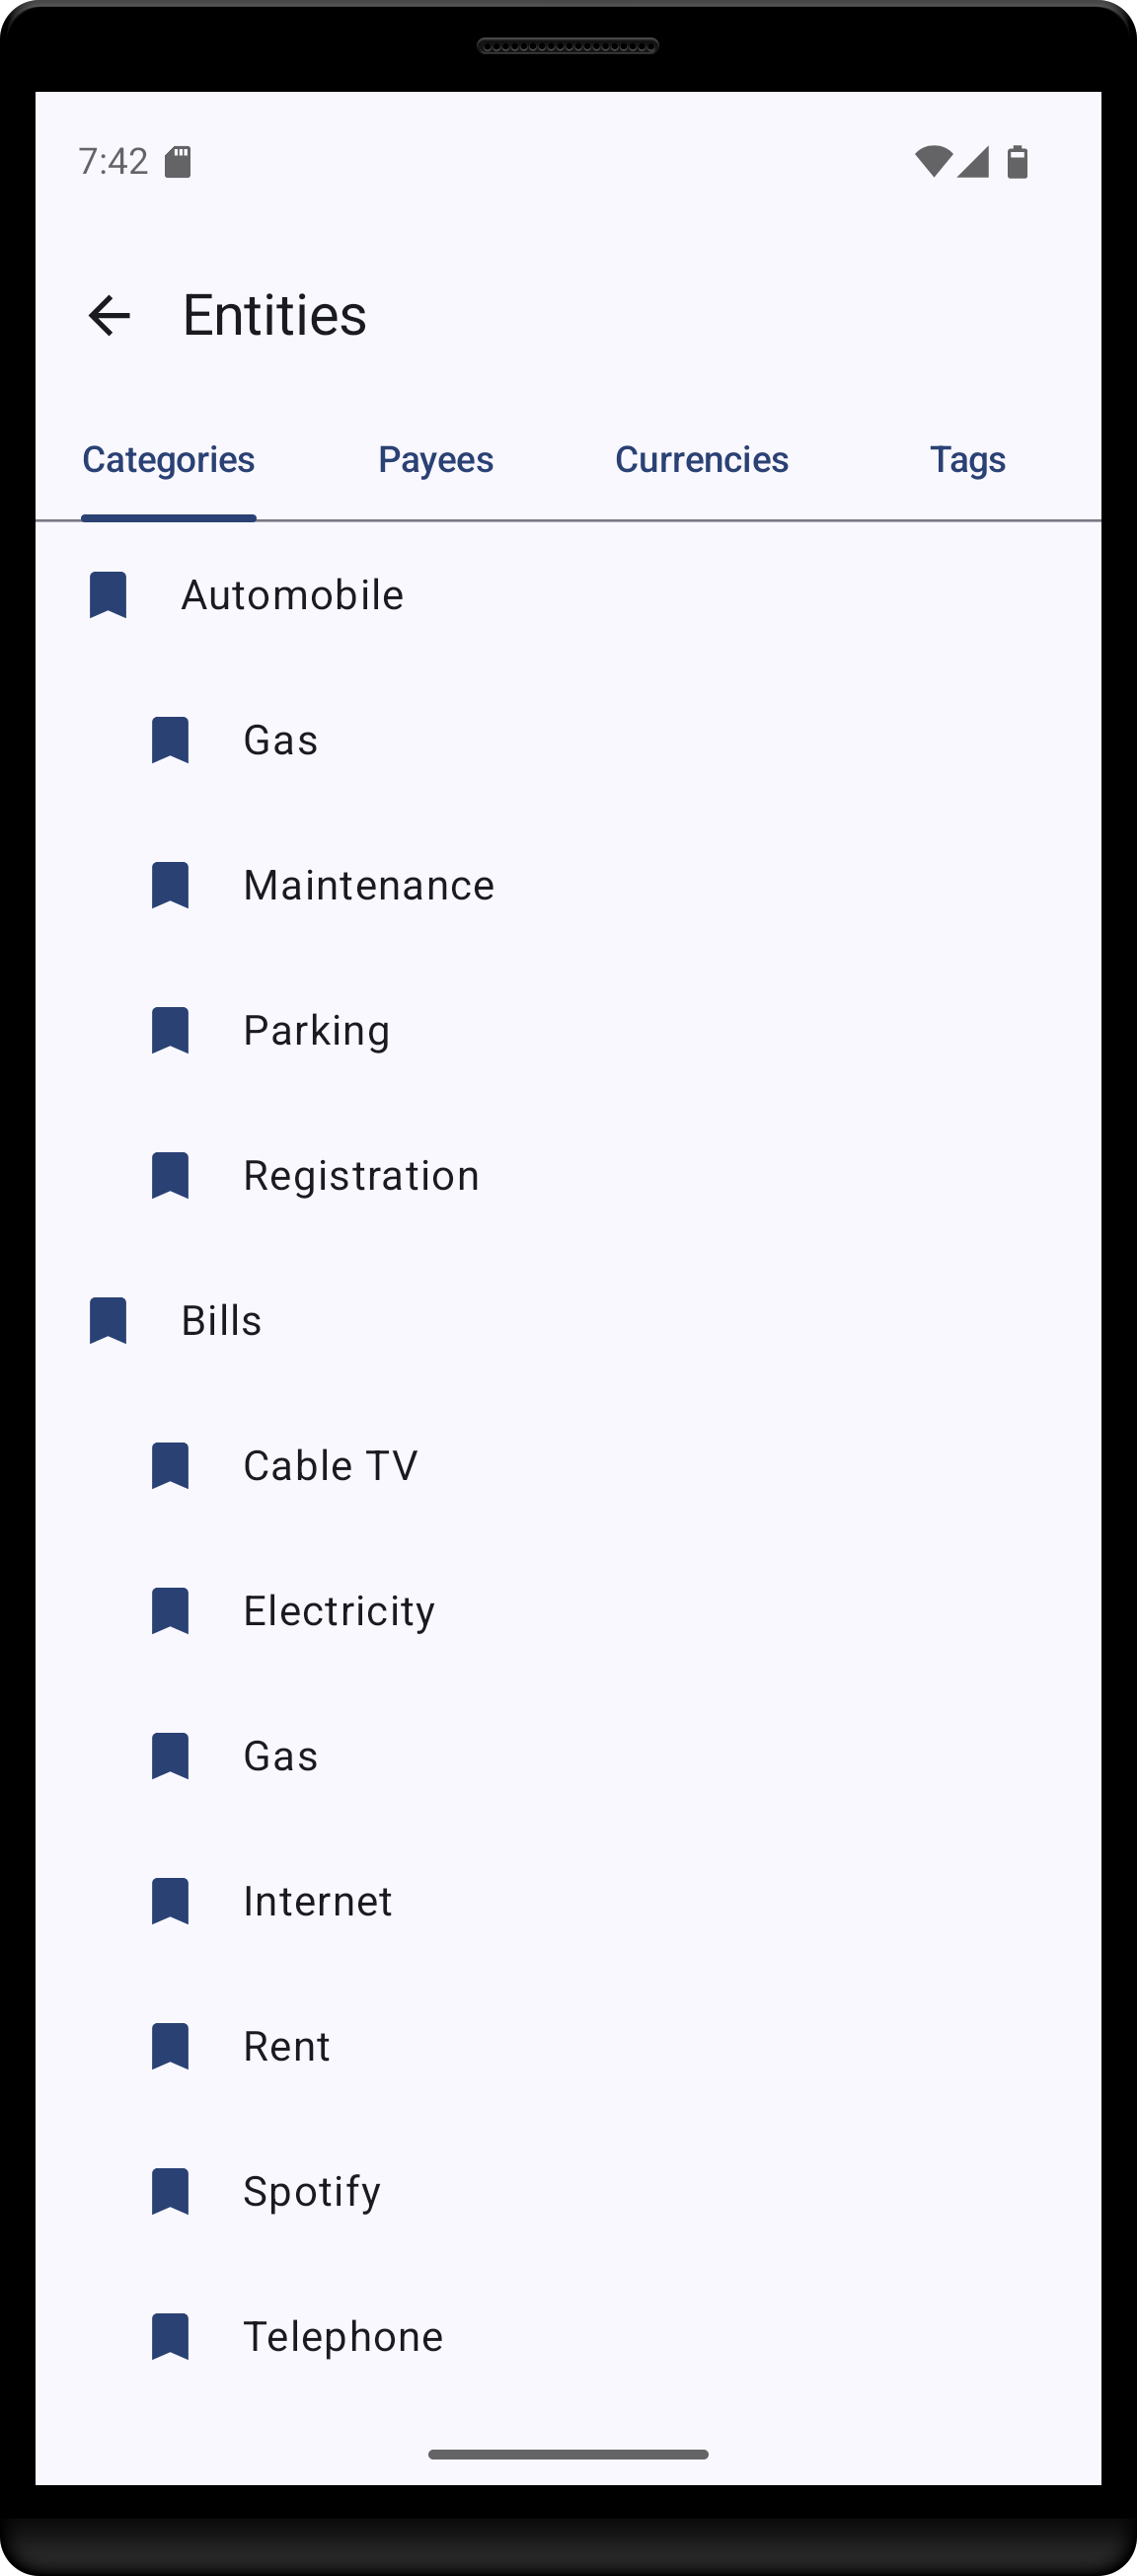 7:42
Entities
Categories Payees Currencies Tags
Automobile
Gas
Maintenance
Parking
Registration
Bills
Cable TV
Electricity
Gas
Internet
Rent
Spotify
Telephone